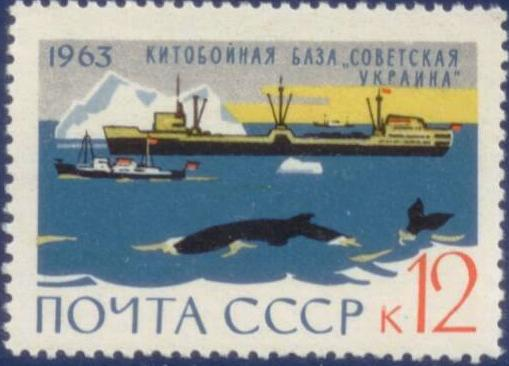 1963 КИТОБОЙНАЯ БАЗА „СОВЕТСКАЯ
УКРАИНА"
ПОЧТА СССР К12